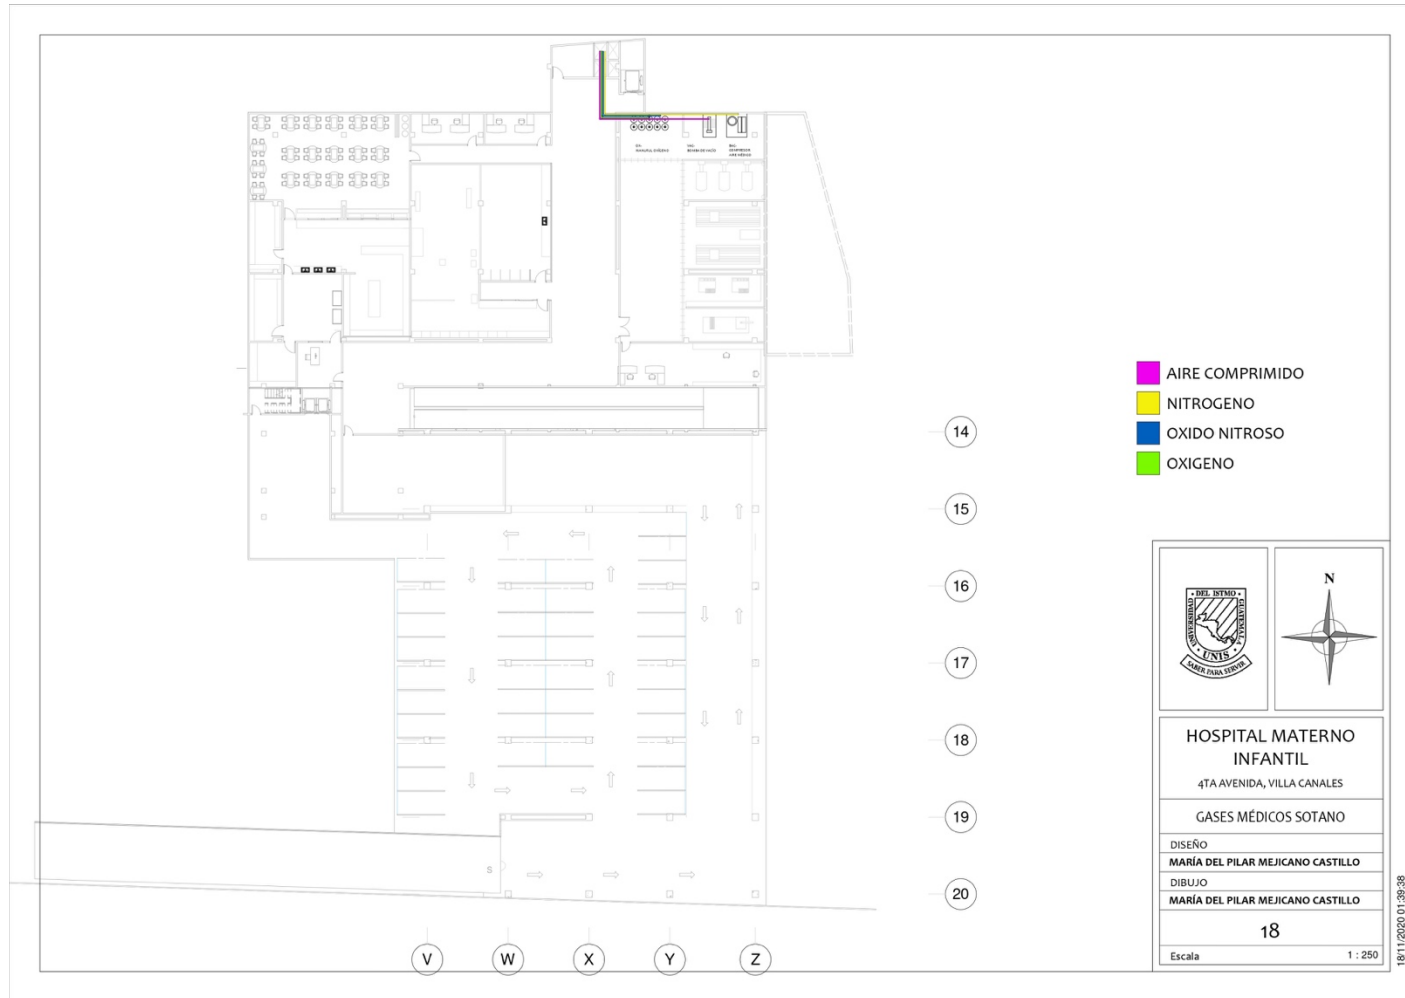 AIRE COMPRIMIDO
NITROGENO
OXIDO NITROSO
OXIGENO
14
15
16
17
18
19
20
V
W
X
Y
Z
S
N
UNIVERSIDAD
DEL ISTMO
GUATEMALA
UNIS
SABER PARA SERVIR
HOSPITAL MATERNO
INFANTIL
4TA AVENIDA, VILLA CANALES
GASES MÉDICOS SOTANO
DISEÑO
MARÍA DEL PILAR MEJICANO CASTILLO
DIBUJO
MARÍA DEL PILAR MEJICANO CASTILLO
18
Escala
1 : 250
18/11/2020 01:39:38